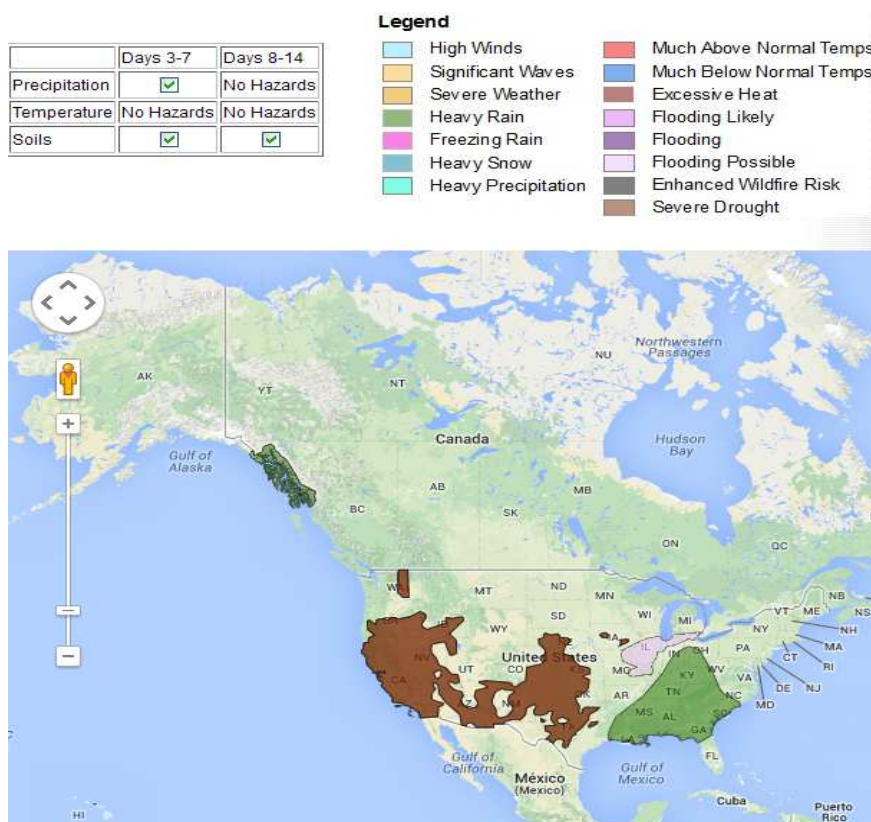 Days 3-7 Days 8-14
Precipitation No Hazards
Temperature No Hazards No Hazards
Soils
Legend
High Winds
Significant Waves
Severe Weather
Heavy Rain
Freezing Rain
Heavy Snow
Heavy Precipitation
Much Above Normal Temps
Much Below Normal Temps
Excessive Heat
Flooding Likely
Flooding
Flooding Possible
Enhanced Wildfire Risk
Severe Drought
AK
YT
NT
NU
Northwestern
Passages
Gulf of
Alaska
Canada
Hudson
Bay
BC
AB
SK
MB
ON
QC
NB
NS
MT
ND
MN
WI
MI
VT
ME
NH
MA
RI
CT
NY
SD
WY
PA
NJ
DE
MD
NV
UT
CO
United States
IL
IN
OH
WV
VA
CA
KY
NC
TN
AR
MS
AL
GA
FL
Gulf of
California
México
(Mexico)
Gulf of
Mexico
Cuba
Puerto
Rico
HI